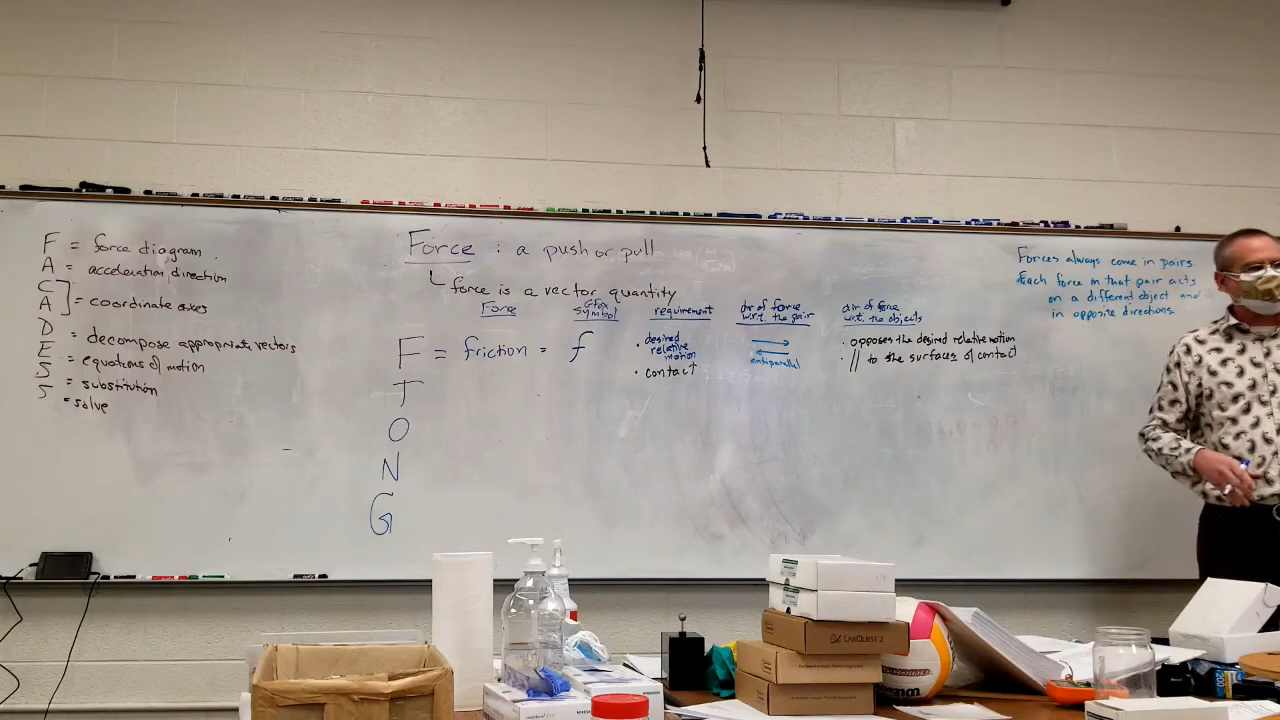 F = force diagram
A = acceleration direction
C
A = coordinate axes
D = decompose appropriate vectors
E = equations of motion
S = substitution
S = solve
Force : a push or pull
force is a vector quantity
Force
symbol
requirement
dir of force
w.r.t. the pair
dir of force
w.r.t. the objects
F = friction = f
• desired
relative
motion
• contact
antiparallel
· opposes the desired relative motion
· // to the surfaces of contact
T
O
N
G
Forces always come in pairs.
Each force in that pair acts
on a different object and
in opposite directions.
LABQUEST 2